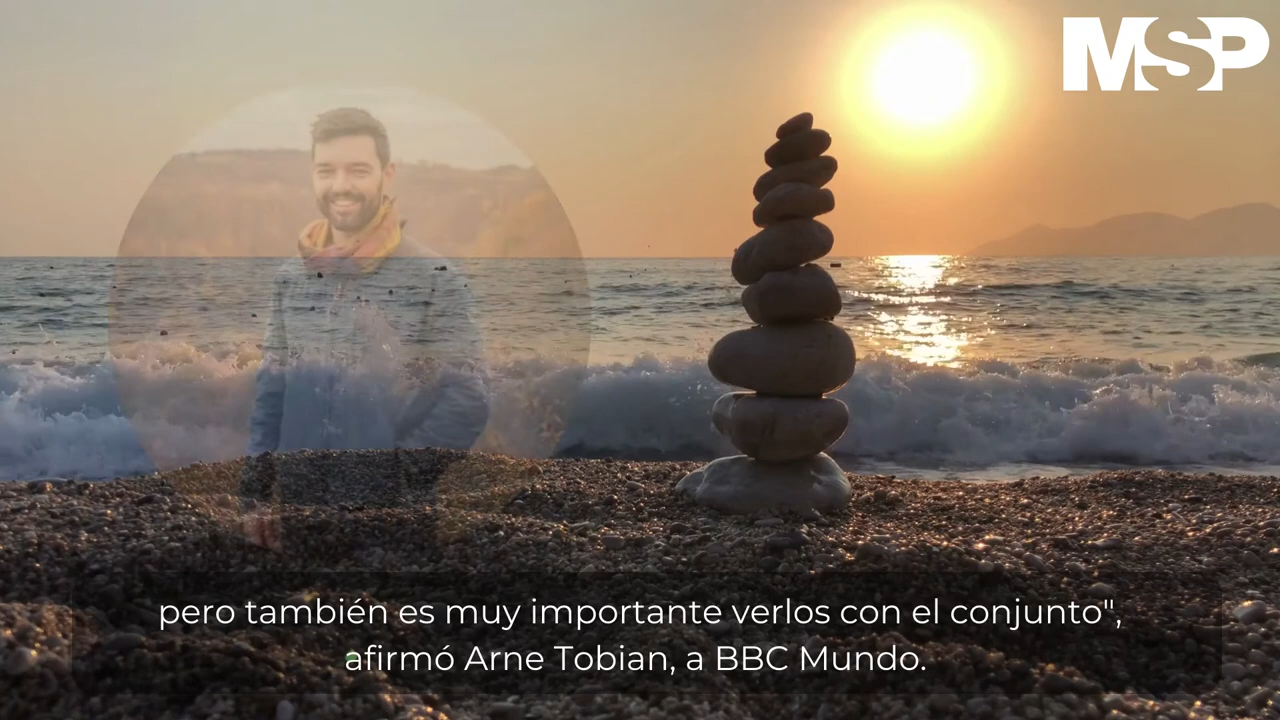 MSP
pero también es muy importante verlos con el conjunto",
afirmó Arne Tobian, a BBC Mundo.